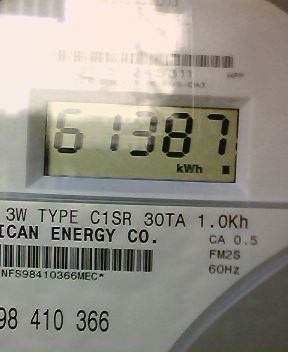 61387
kWh
3W TYPE C1SR 30TA 1.0Kh
ICAN ENERGY CO.
CA 0.5
FM2S
60Hz
NFS98410366MEC*
98 410 366